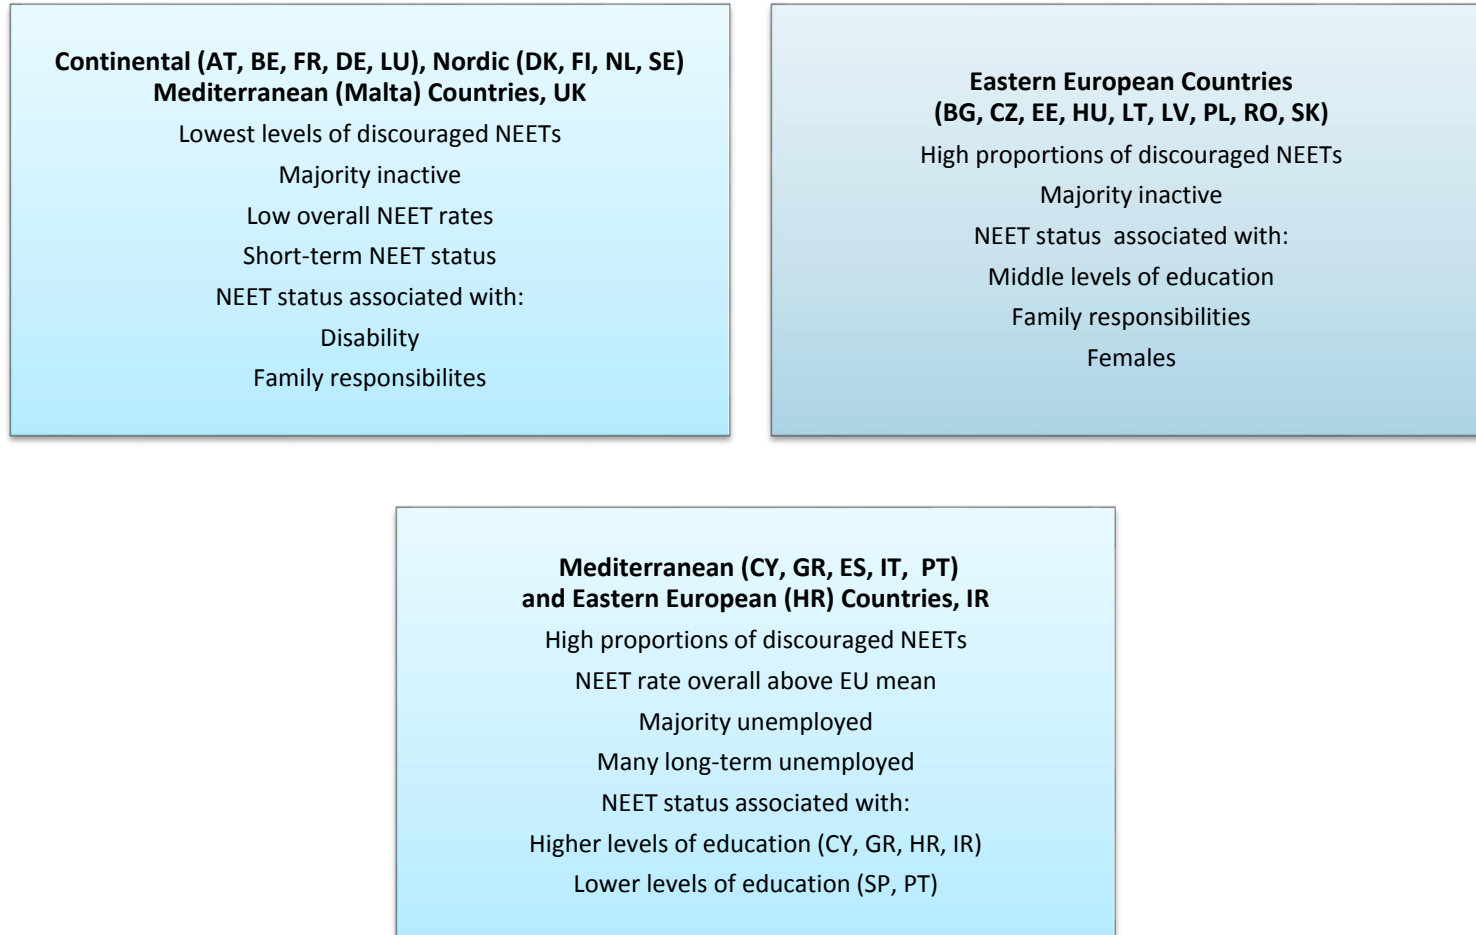 Continental (AT, BE, FR, DE, LU), Nordic (DK, FI, NL, SE)
Mediterranean (Malta) Countries, UK
Lowest levels of discouraged NEETs
Majority inactive
Low overall NEET rates
Short-term NEET status
NEET status associated with:
Disability
Family responsibilites
Eastern European Countries
(BG, CZ, EE, HU, LT, LV, PL, RO, SK)
High proportions of discouraged NEETs
Majority inactive
NEET status  associated with:
Middle levels of education
Family responsibilities
Females
Mediterranean (CY, GR, ES, IT,  PT)
and Eastern European (HR) Countries, IR
High proportions of discouraged NEETs
NEET rate overall above EU mean
Majority unemployed
Many long-term unemployed
NEET status associated with:
Higher levels of education (CY, GR, HR, IR)
Lower levels of education (SP, PT)